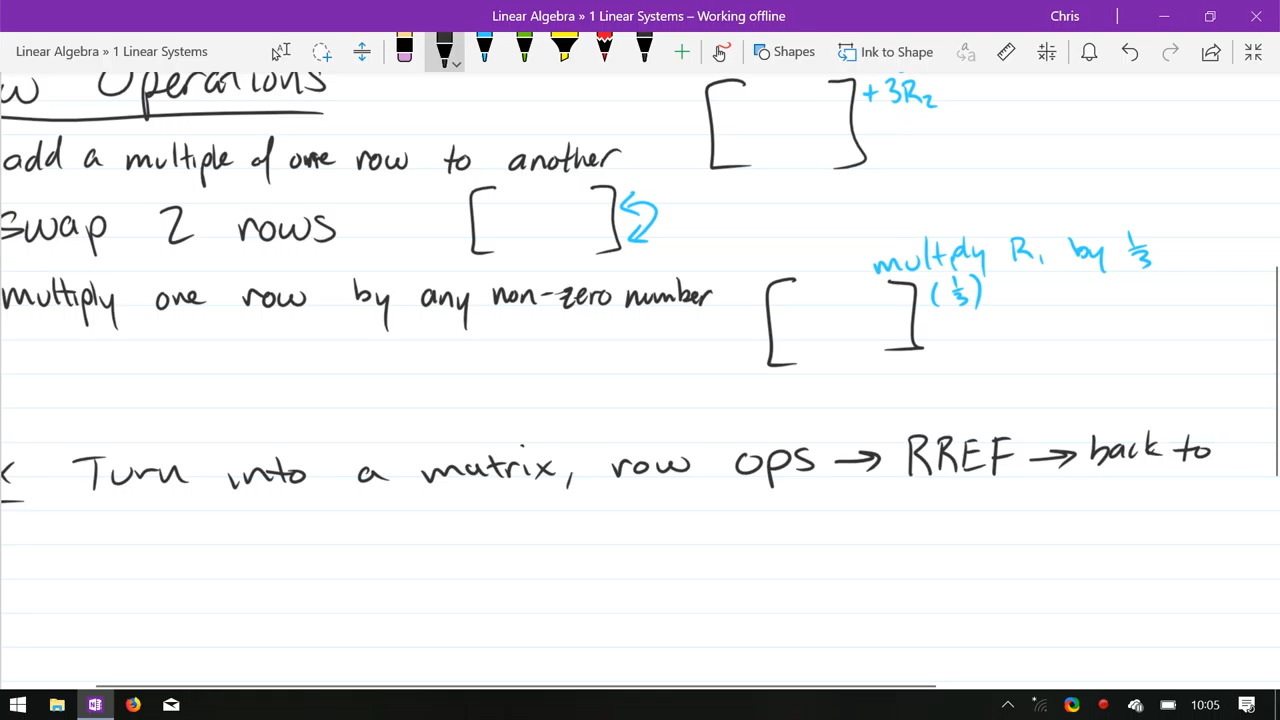 Linear Algebra » 1 Linear Systems – Working offline
Chris
Linear Algebra » 1 Linear Systems
Shapes
Ink to Shape
w Operations
+3R₂
add a multiple of one row to another
swap 2 rows
multiply R₁ by 1/3
multiply one row by any non-zero number
(1/3)
Turn into a matrix, row ops → RREF → back to
10:05